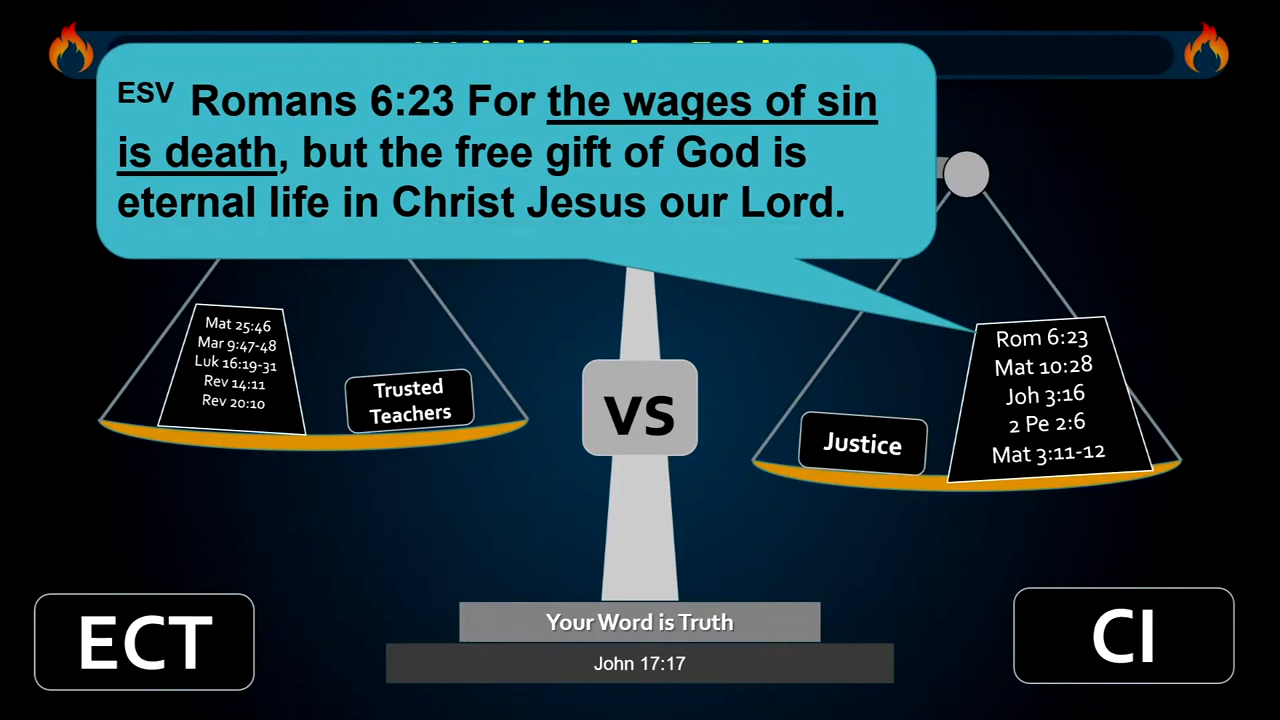 ESV Romans 6:23 For the wages of sin
is death, but the free gift of God is
eternal life in Christ Jesus our Lord.
Mat 25:46
Mar 9:47-48
Luk 16:19-31
Rev 14:11
Rev 20:10
Trusted
Teachers
VS
Justice
Rom 6:23
Mat 10:28
Joh 3:16
2 Pe 2:6
Mat 3:11-12
ECT
Your Word is Truth
John 17:17
CI